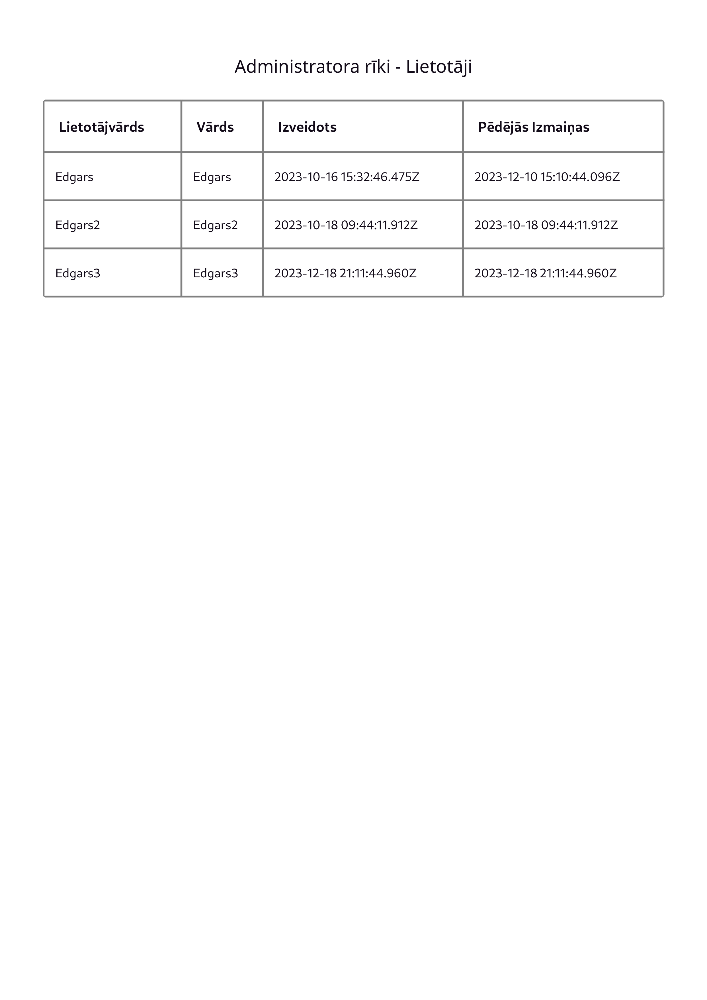 Administratora rīki - Lietotāji
Lietotājvārds Vārds Izveidots Pēdējās Izmaiņas
Edgars Edgars 2023-10-16 15:32:46.475Z 2023-12-10 15:10:44.096Z
Edgars2 Edgars2 2023-10-18 09:44:11.912Z 2023-10-18 09:44:11.912Z
Edgars3 Edgars3 2023-12-18 21:11:44.960Z 2023-12-18 21:11:44.960Z